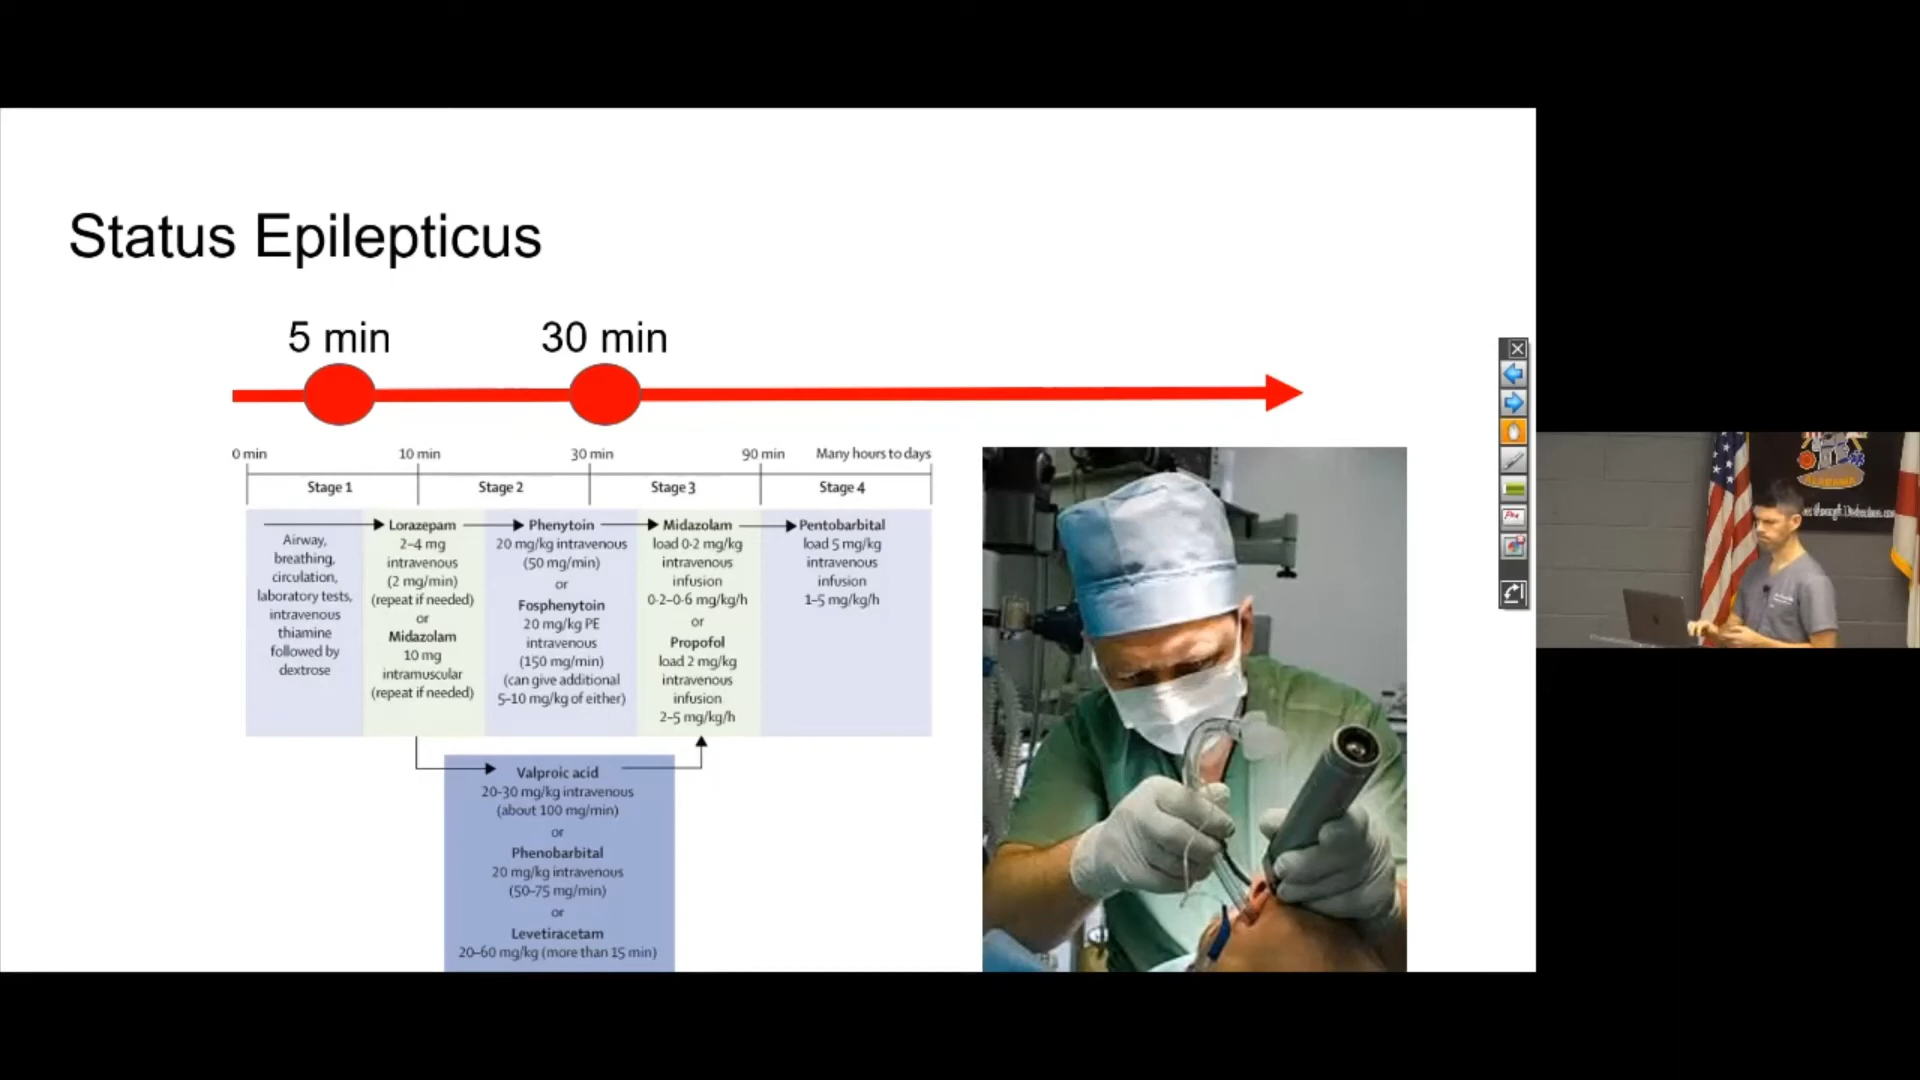 Status Epilepticus
5 min
30 min
0 min
10 min
30 min
90 min
Many hours to days
Stage 1
Stage 2
Stage 3
Stage 4
Airway,
breathing,
circulation,
laboratory tests,
intravenous
thiamine
followed by
dextrose
Lorazepam
2–4 mg
intravenous
(2 mg/min)
(repeat if needed)
or
Midazolam
10 mg
intramuscular
(repeat if needed)
Phenytoin
20 mg/kg intravenous
(50 mg/min)
or
Fosphenytoin
20 mg/kg PE
intravenous
(150 mg/min)
(can give additional
5–10 mg/kg of either)
Midazolam
load 0·2 mg/kg
intravenous
infusion
0·2–0·6 mg/kg/h
or
Propofol
load 2 mg/kg
intravenous
infusion
2–5 mg/kg/h
Pentobarbital
load 5 mg/kg
intravenous
infusion
1–5 mg/kg/h
Valproic acid
20-30 mg/kg intravenous
(about 100 mg/min)
or
Phenobarbital
20 mg/kg intravenous
(50–75 mg/min)
or
Levetiracetam
20–60 mg/kg (more than 15 min)
ALABAMA
through